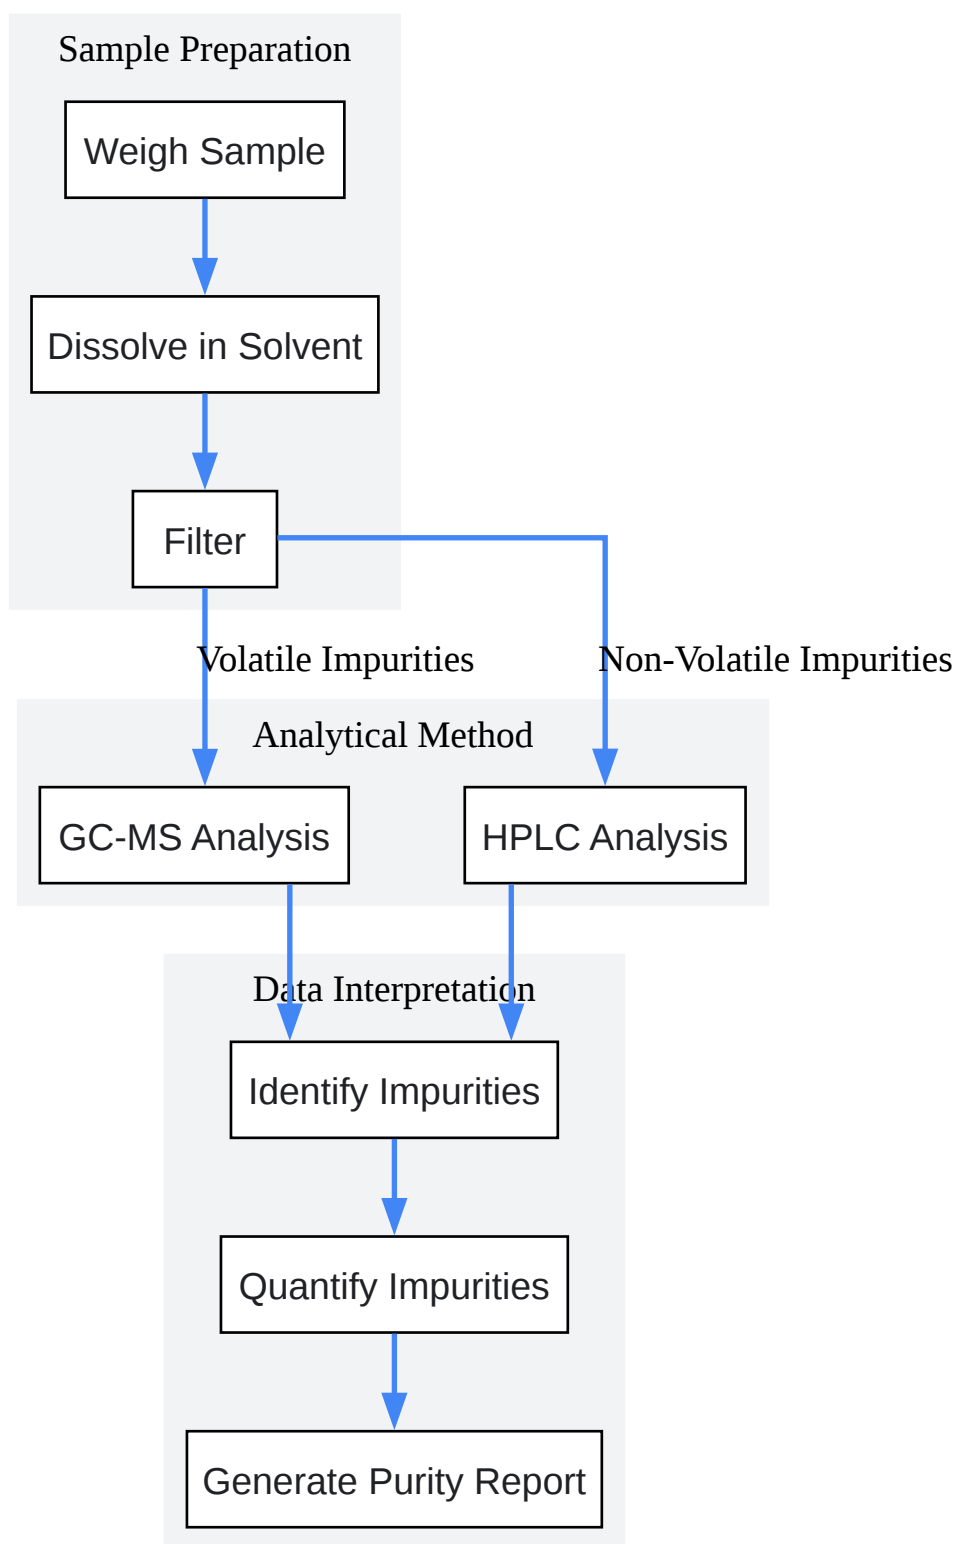 Sample Preparation
Weigh Sample
Dissolve in Solvent
Filter
Volatile Impurities
Non-Volatile Impurities
Analytical Method
GC-MS Analysis
HPLC Analysis
Data Interpretation
Identify Impurities
Quantify Impurities
Generate Purity Report